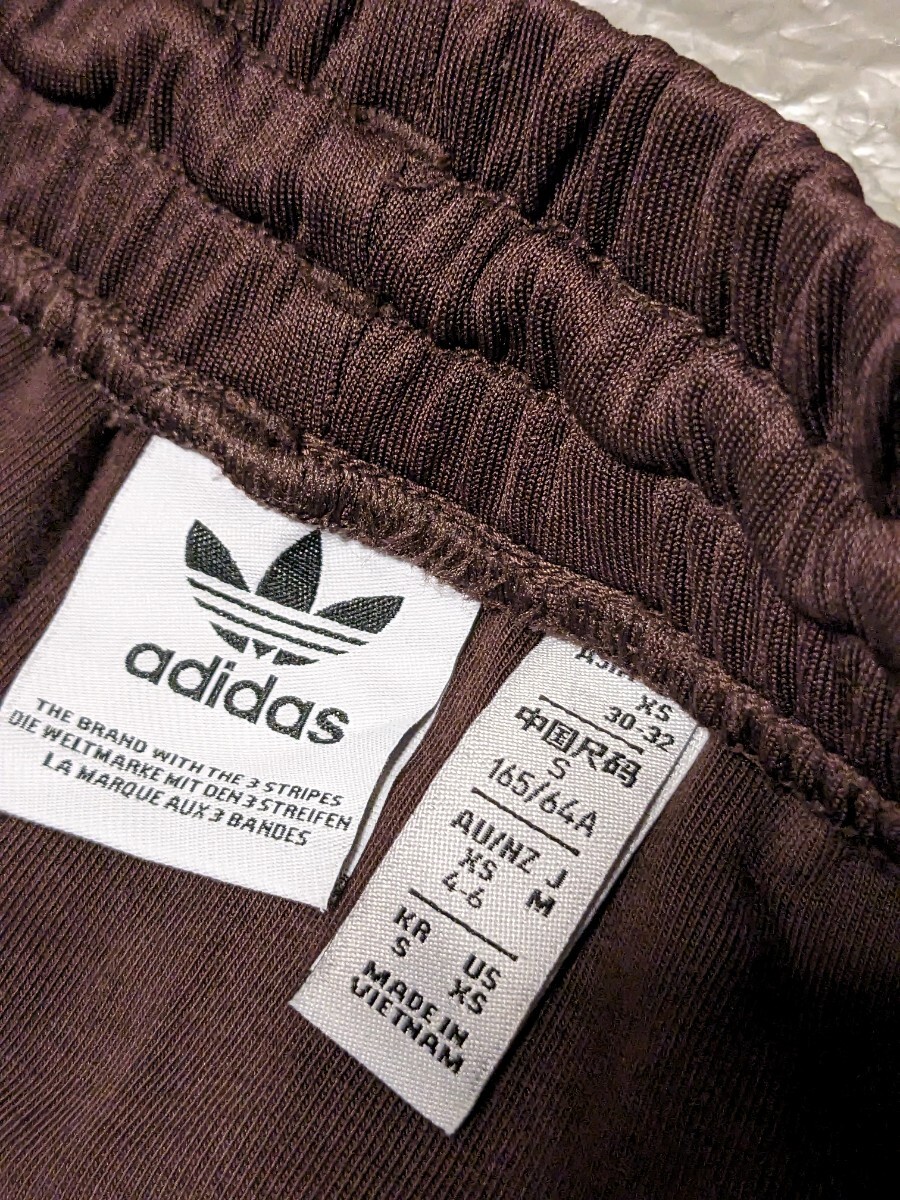 adidas
THE BRAND WITH THE 3 STRIPES
DIE WELTMARKE MIT DEN 3 STREIFEN
LA MARQUE AUX 3 BANDES
XS
30-32
中国尺码
S
165/64A
AU/NZ J
XS M
4-6
KR US
S XS
MADE IN
VIETNAM